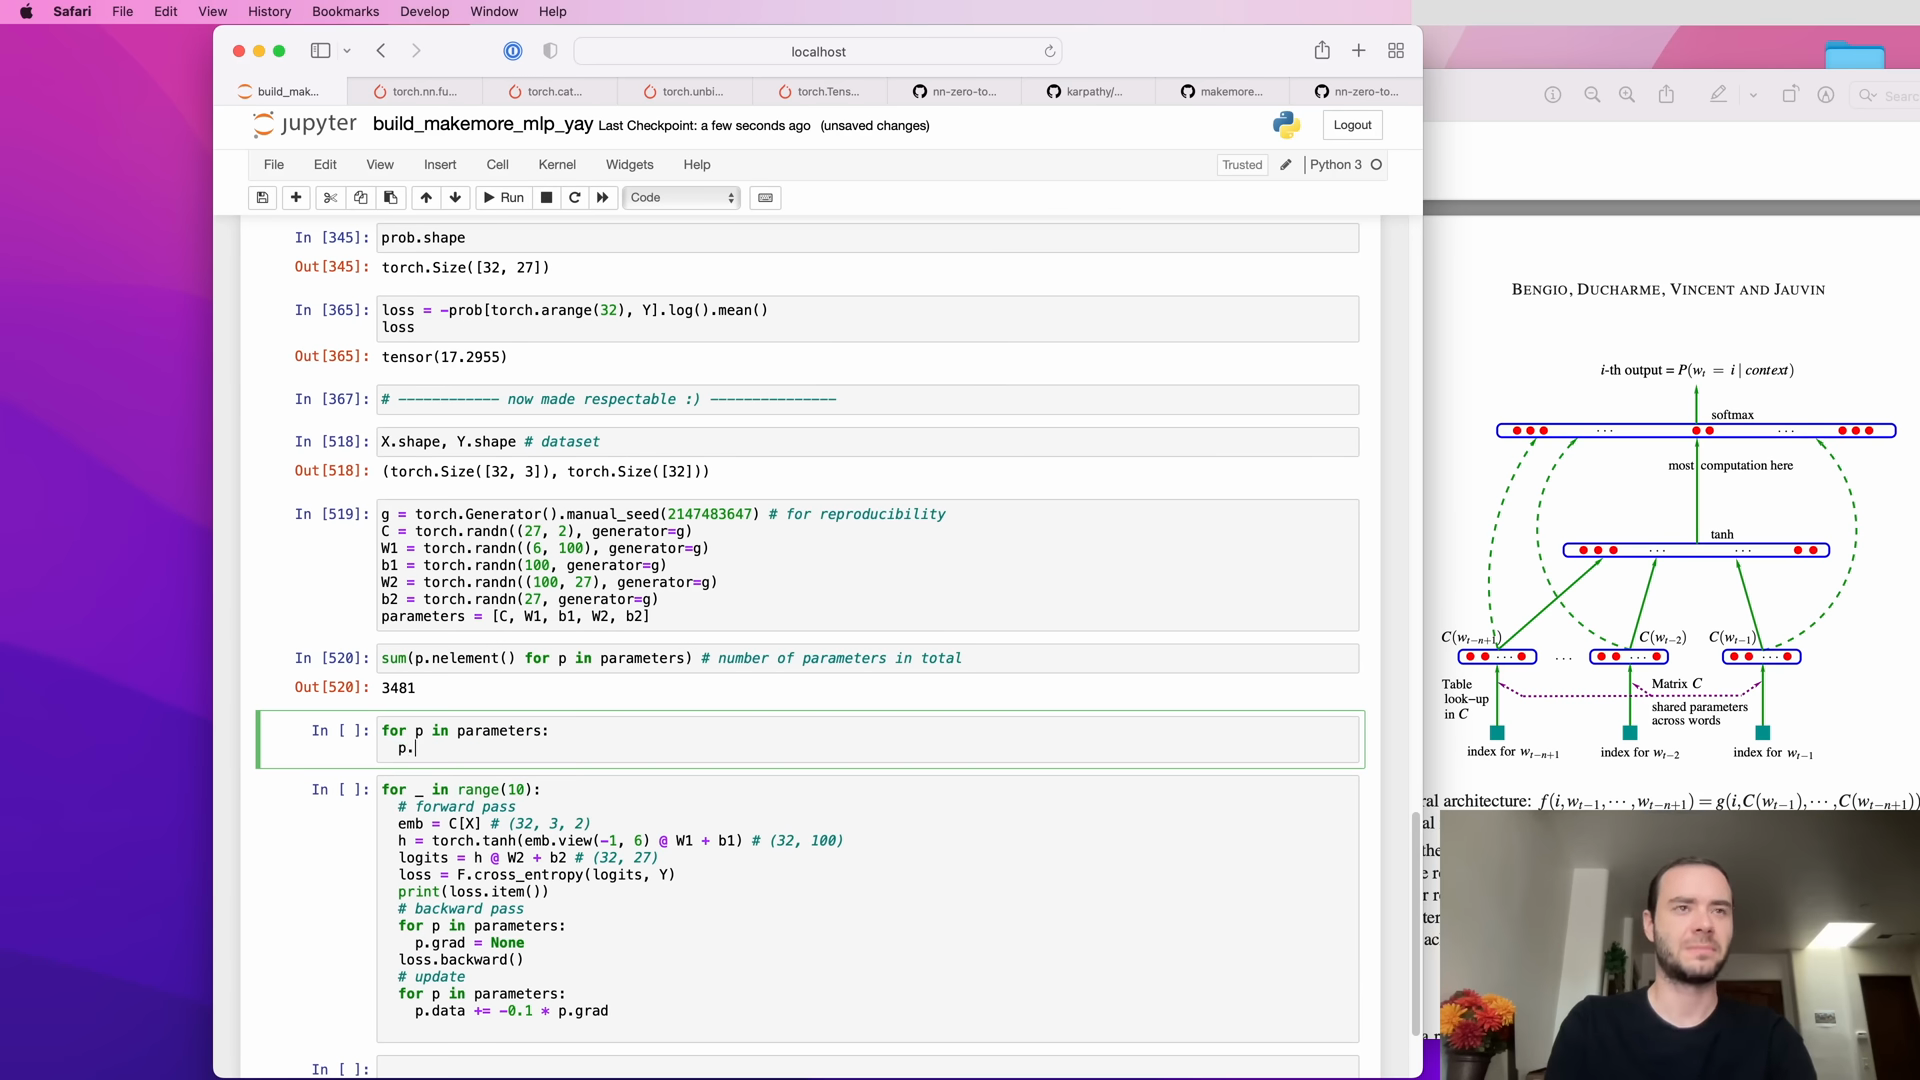 Safari File Edit View History Bookmarks Develop Window Help
localhost
build_mak... torch.nn.fu... torch.cat... torch.unbi... torch.Tens... nn-zero-to... karpathy/... makemore... nn-zero-to...
jupyter build_makemore_mlp_yay Last Checkpoint: a few seconds ago (unsaved changes) Logout
File Edit View Insert Cell Kernel Widgets Help Trusted Python 3
Run Code
In [345]: prob.shape
Out[345]: torch.Size([32, 27])
In [365]: loss = -prob[torch.arange(32), Y].log().mean()
loss
Out[365]: tensor(17.2955)
In [367]: # ------------ now made respectable :) ---------------
In [518]: X.shape, Y.shape # dataset
Out[518]: (torch.Size([32, 3]), torch.Size([32]))
In [519]: g = torch.Generator().manual_seed(2147483647) # for reproducibility
C = torch.randn((27, 2), generator=g)
W1 = torch.randn((6, 100), generator=g)
b1 = torch.randn(100, generator=g)
W2 = torch.randn((100, 27), generator=g)
b2 = torch.randn(27, generator=g)
parameters = [C, W1, b1, W2, b2]
In [520]: sum(p.nelement() for p in parameters) # number of parameters in total
Out[520]: 3481
In [ ]: for p in parameters:
p.
In [ ]: for _ in range(10):
# forward pass
emb = C[X] # (32, 3, 2)
h = torch.tanh(emb.view(-1, 6) @ W1 + b1) # (32, 100)
logits = h @ W2 + b2 # (32, 27)
loss = F.cross_entropy(logits, Y)
print(loss.item())
# backward pass
for p in parameters:
p.grad = None
loss.backward()
# update
for p in parameters:
p.data += -0.1 * p.grad
In [ ]:
Searc
BENGIO, DUCHARME, VINCENT AND JAUVIN
i-th output = P(w_t = i | context)
softmax
. . .
most computation here
tanh
C(w_{t-n+1}) C(w_{t-2}) C(w_{t-1})
Table look-up in C
Matrix C
shared parameters
across words
index for w_{t-n+1} index for w_{t-2} index for w_{t-1}
ral architecture: f(i,w_{t-1},···,w_{t-n+1}) = g(i,C(w_{t-1}),···,C(w_{t-n+1}))